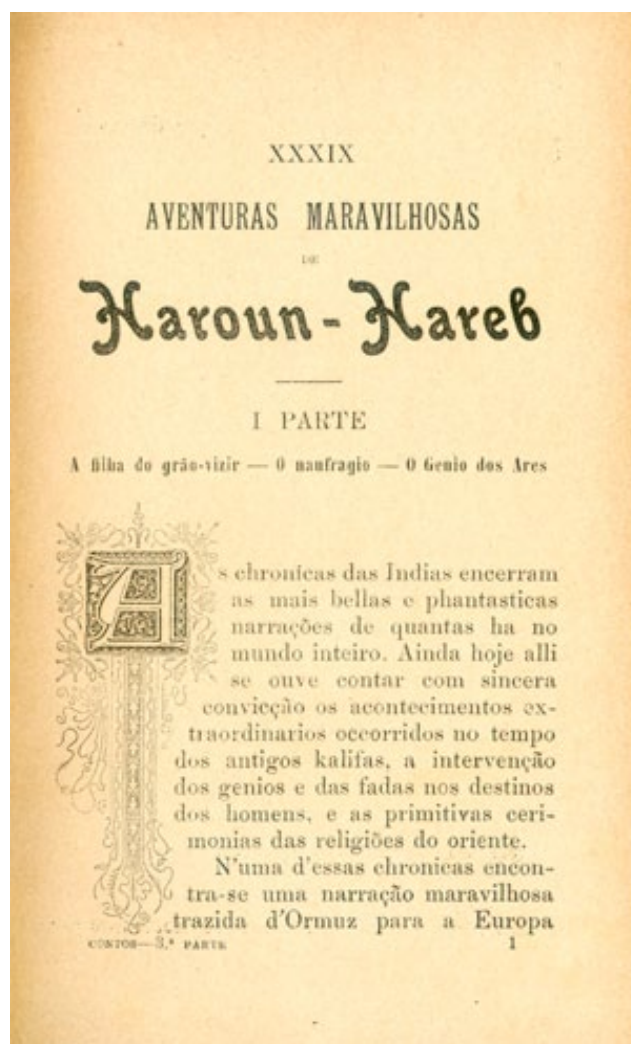 XXXIX
AVENTURAS MARAVILHOSAS
DE
Haroun-Hareb
I PARTE
A filha do grão-vizir — O naufragio — O Genio dos Ares
As chronicas das Indias encerram
as mais bellas e phantasticas
narrações de quantas ha no
mundo inteiro. Ainda hoje alli
se ouve contar com sincera
convicção os acontecimentos ex-
traordinarios occorridos no tempo
dos antigos kalifas, a intervenção
dos genios e das fadas nos destinos
dos homens, e as primitivas ceri-
monias das religiões do oriente.
N'uma d'essas chronicas encon-
tra-se uma narração maravilhosa
trazida d'Ormuz para a Europa
CONTOS—3.ª PARTE 1